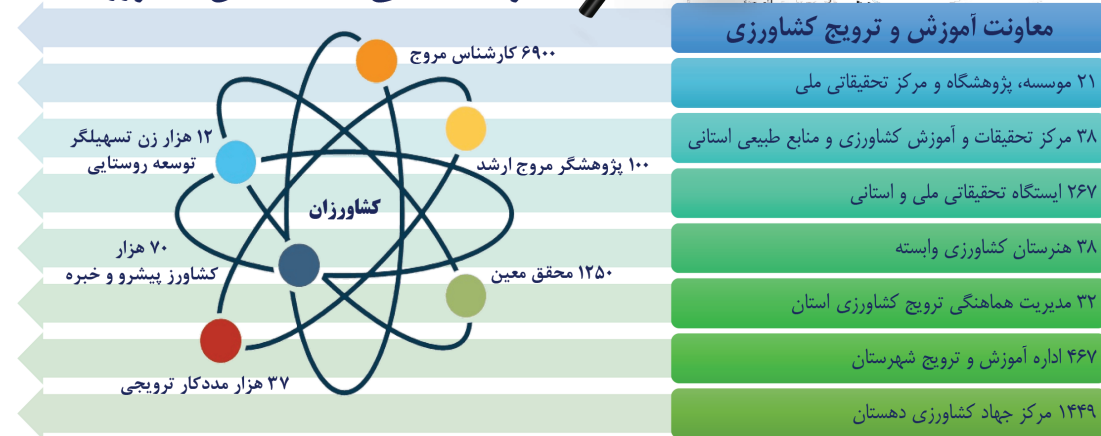 معاونت آموزش و ترویج کشاورزی
۲۱ موسسه، پژوهشگاه و مرکز تحقیقاتی ملی
۳۸ مرکز تحقیقات و آموزش کشاورزی و منابع طبیعی استانی
۲۶۷ ایستگاه تحقیقاتی ملی و استانی
۳۸ هنرستان کشاورزی وابسته
۳۲ مدیریت هماهنگی ترویج کشاورزی استان
۴۶۷ اداره آموزش و ترویج شهرستان
۱۴۴۹ مرکز جهاد کشاورزی دهستان
۶۹۰۰ کارشناس مروج
۱۰۰ پژوهشگر مروج ارشد
۱۲ هزار زن تسهیلگر
توسعه روستایی
کشاورزان
۱۲۵۰ محقق معین
۷۰ هزار
کشاورز پیشرو و خبره
۳۷ هزار مددکار ترویجی